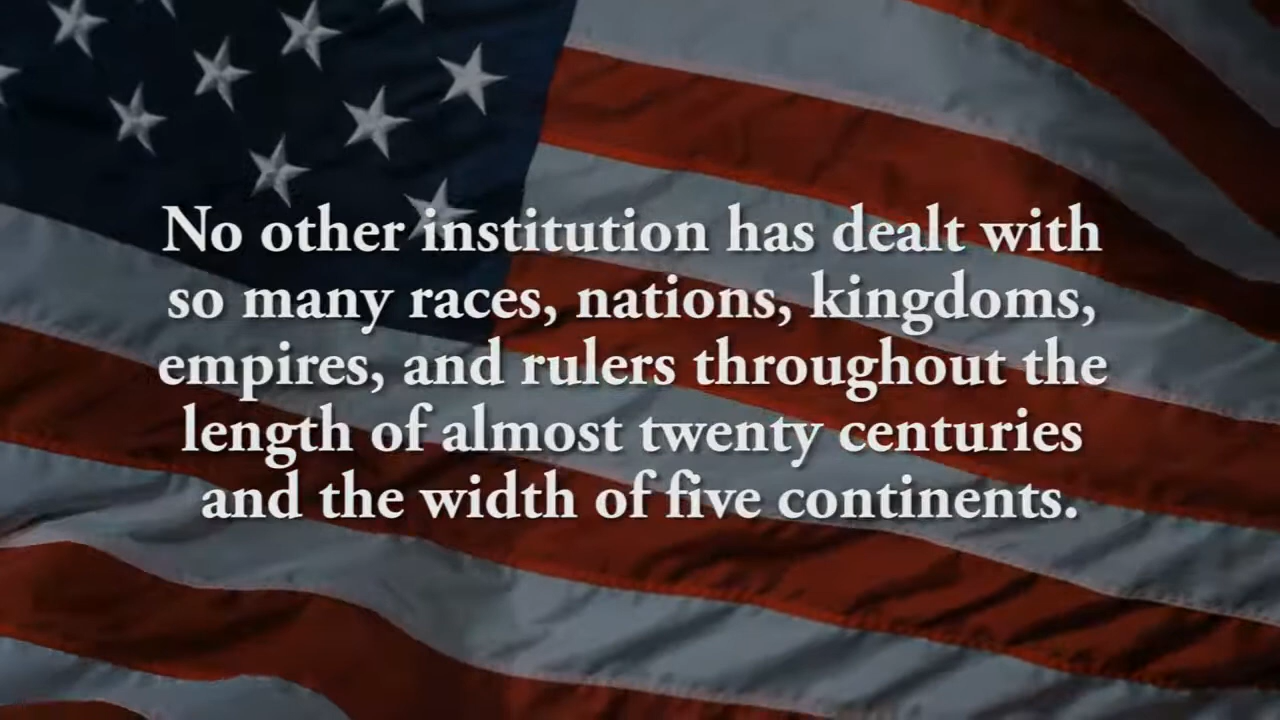 No other institution has dealt with
so many races, nations, kingdoms,
empires, and rulers throughout the
length of almost twenty centuries
and the width of five continents.